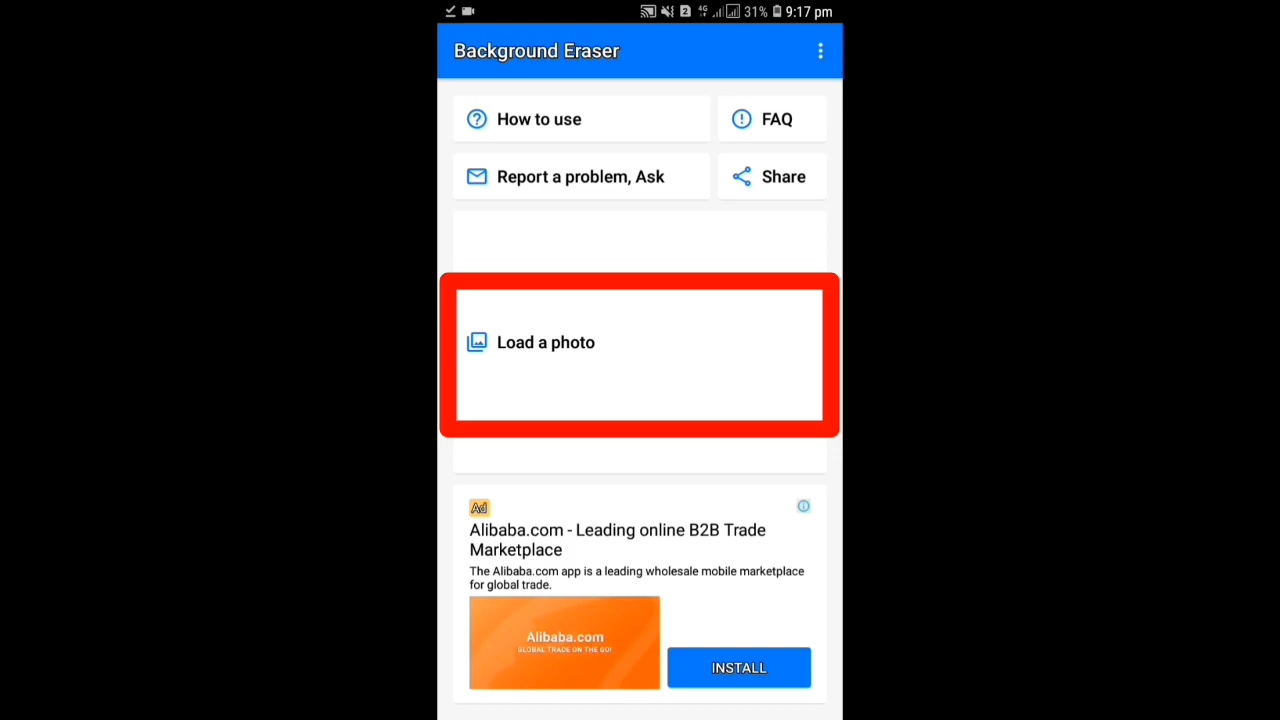 2 4G 31% 9:17 pm
Background Eraser
How to use
FAQ
Report a problem, Ask
Share
Load a photo
Ad
Alibaba.com - Leading online B2B Trade
Marketplace
The Alibaba.com app is a leading wholesale mobile marketplace
for global trade.
Alibaba.com
GLOBAL TRADE ON THE GO!
INSTALL